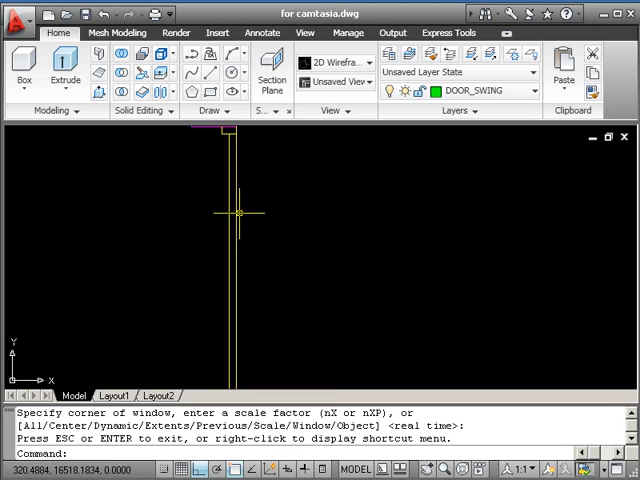 for camtasia.dwg
Home Mesh Modeling Render Insert Annotate View Manage Output Express Tools
Box Extrude Section Plane 2D Wirefra... Unsaved View Unsaved Layer State DOOR_SWING Paste
Modeling Solid Editing Draw S... View Layers Clipboard
Y
X
Model Layout1 Layout2
Specify corner of window, enter a scale factor (nX or nXP), or
[All/Center/Dynamic/Extents/Previous/Scale/Window/Object] <real time>:
Press ESC or ENTER to exit, or right-click to display shortcut menu.
Command:
320.4884, 16518.1834, 0.0000 MODEL 1:1